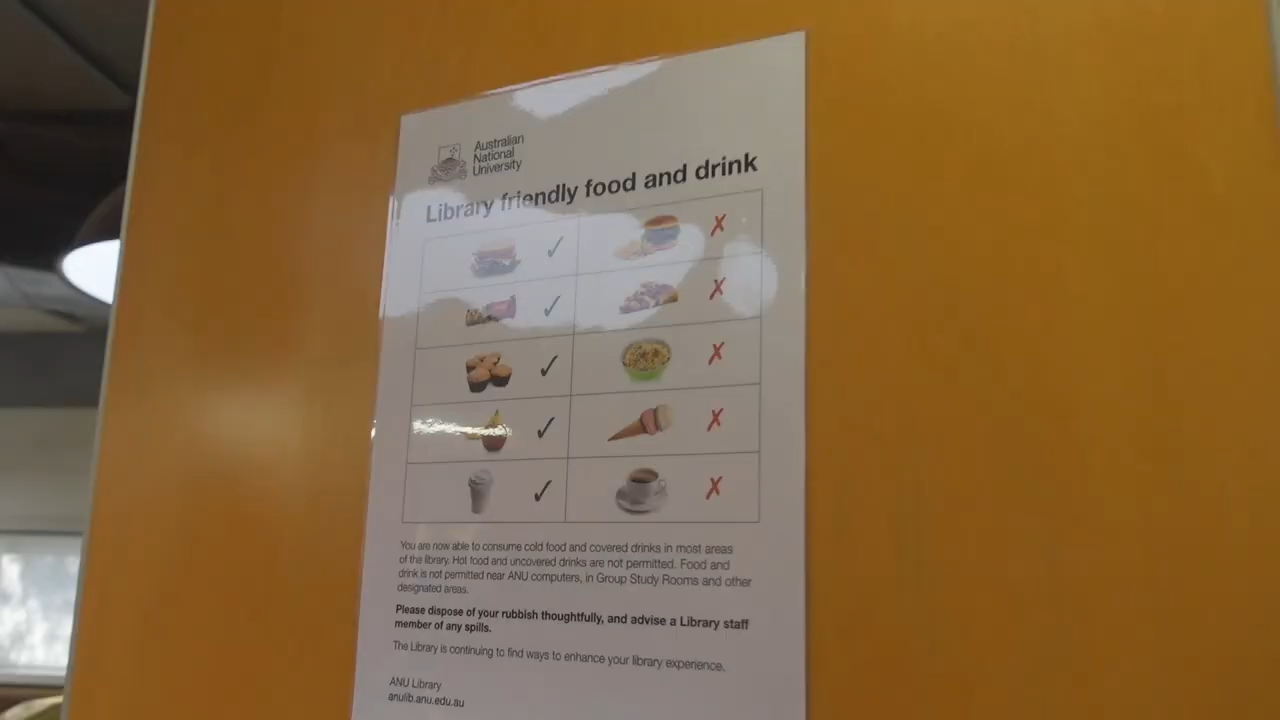 Australian
National
University
Library friendly food and drink
You are now able to consume cold food and covered drinks in most areas
of the library. Hot food and uncovered drinks are not permitted. Food and
drink is not permitted near ANU computers, in Group Study Rooms and other
designated areas.
Please dispose of your rubbish thoughtfully, and advise a Library staff
member of any spills.
The Library is continuing to find ways to enhance your library experience.
ANU Library
anulib.anu.edu.au